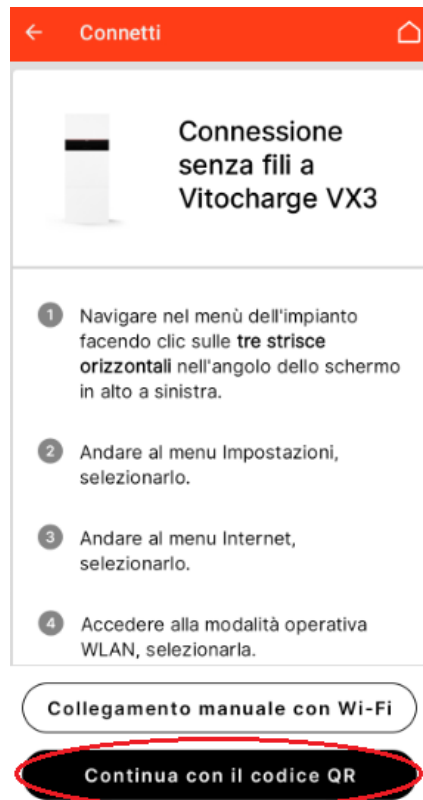 Connetti
Connessione
senza fili a
Vitocharge VX3
1 Navigare nel menù dell'impianto
facendo clic sulle tre strisce
orizzontali nell'angolo dello schermo
in alto a sinistra.
2 Andare al menu Impostazioni,
selezionarlo.
3 Andare al menu Internet,
selezionarlo.
4 Accedere alla modalità operativa
WLAN, selezionarla.
Collegamento manuale con Wi-Fi
Continua con il codice QR